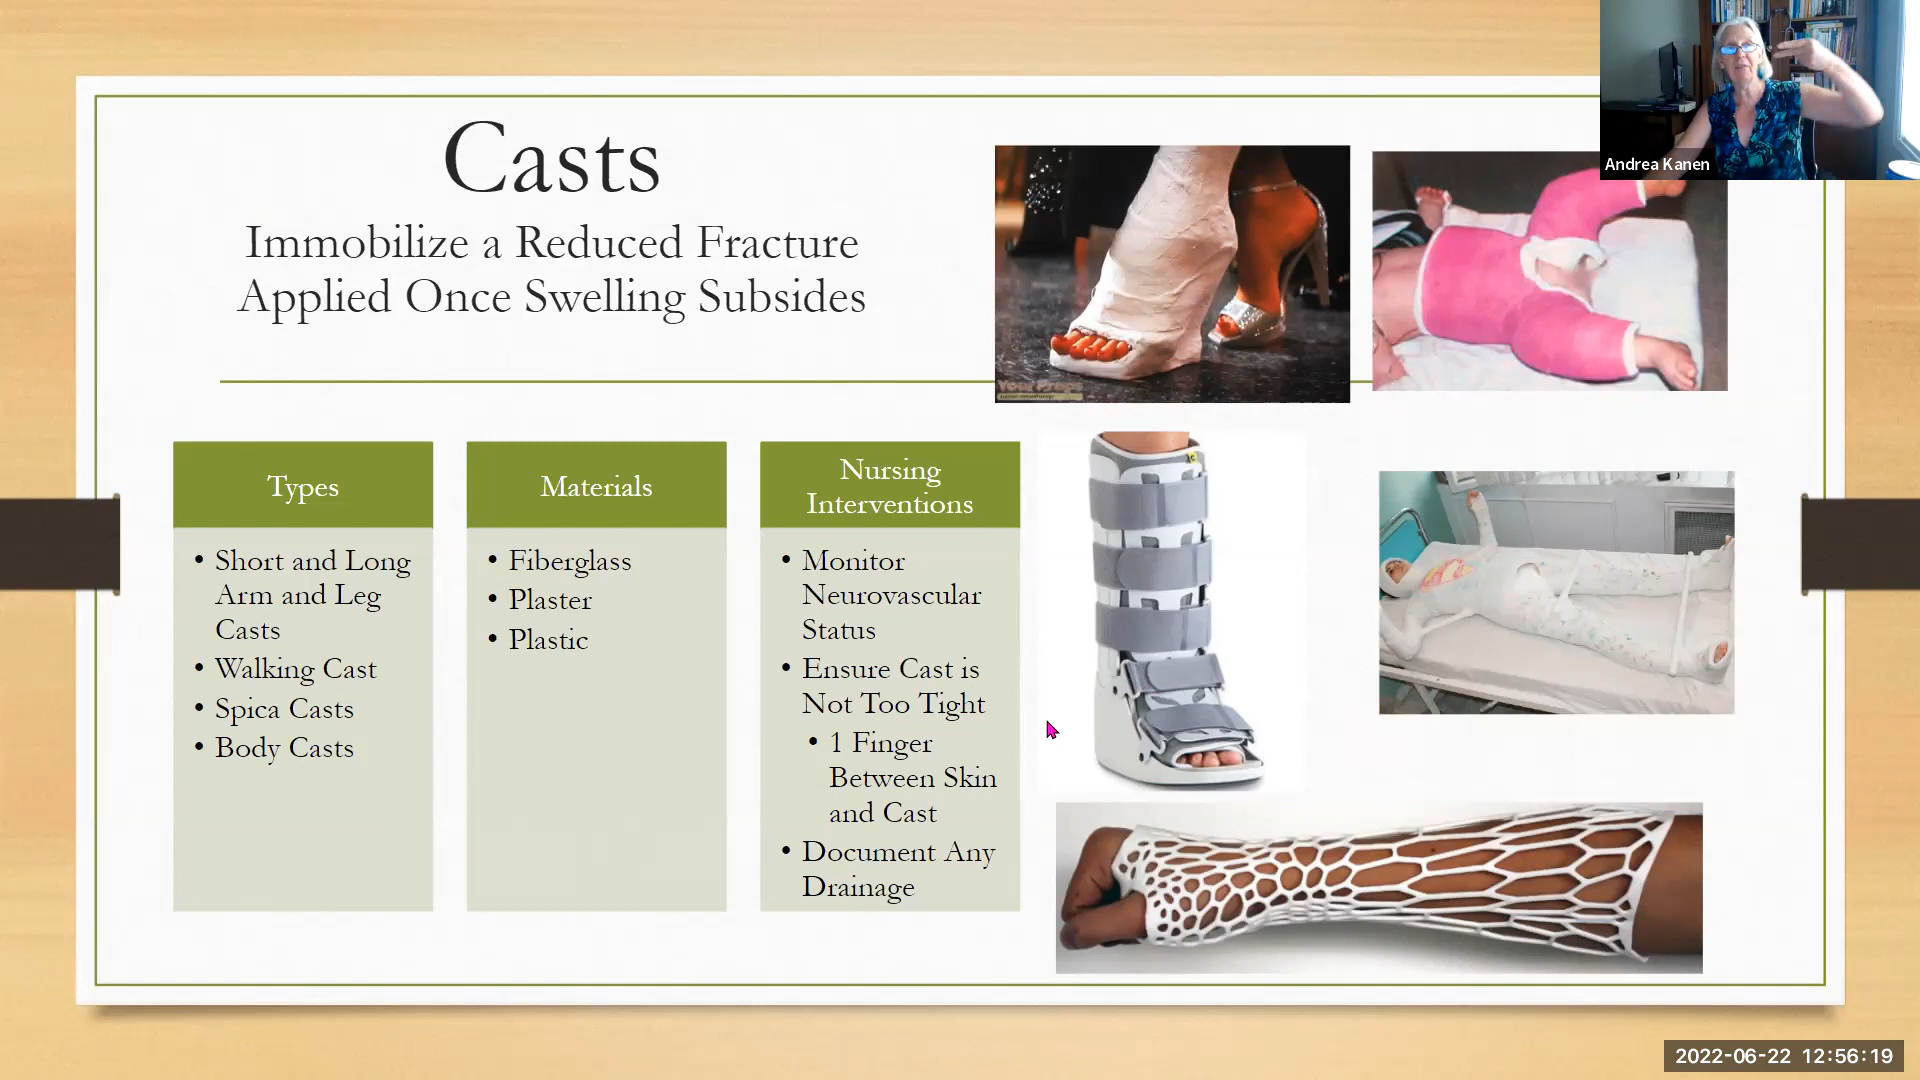 Casts
Immobilize a Reduced Fracture
Applied Once Swelling Subsides
Andrea Kanen
Types
• Short and Long
Arm and Leg
Casts
• Walking Cast
• Spica Casts
• Body Casts
Materials
• Fiberglass
• Plaster
• Plastic
Nursing
Interventions
• Monitor
Neurovascular
Status
• Ensure Cast is
Not Too Tight
• 1 Finger
Between Skin
and Cast
• Document Any
Drainage
Your Props
2022-06-22 12:56:19